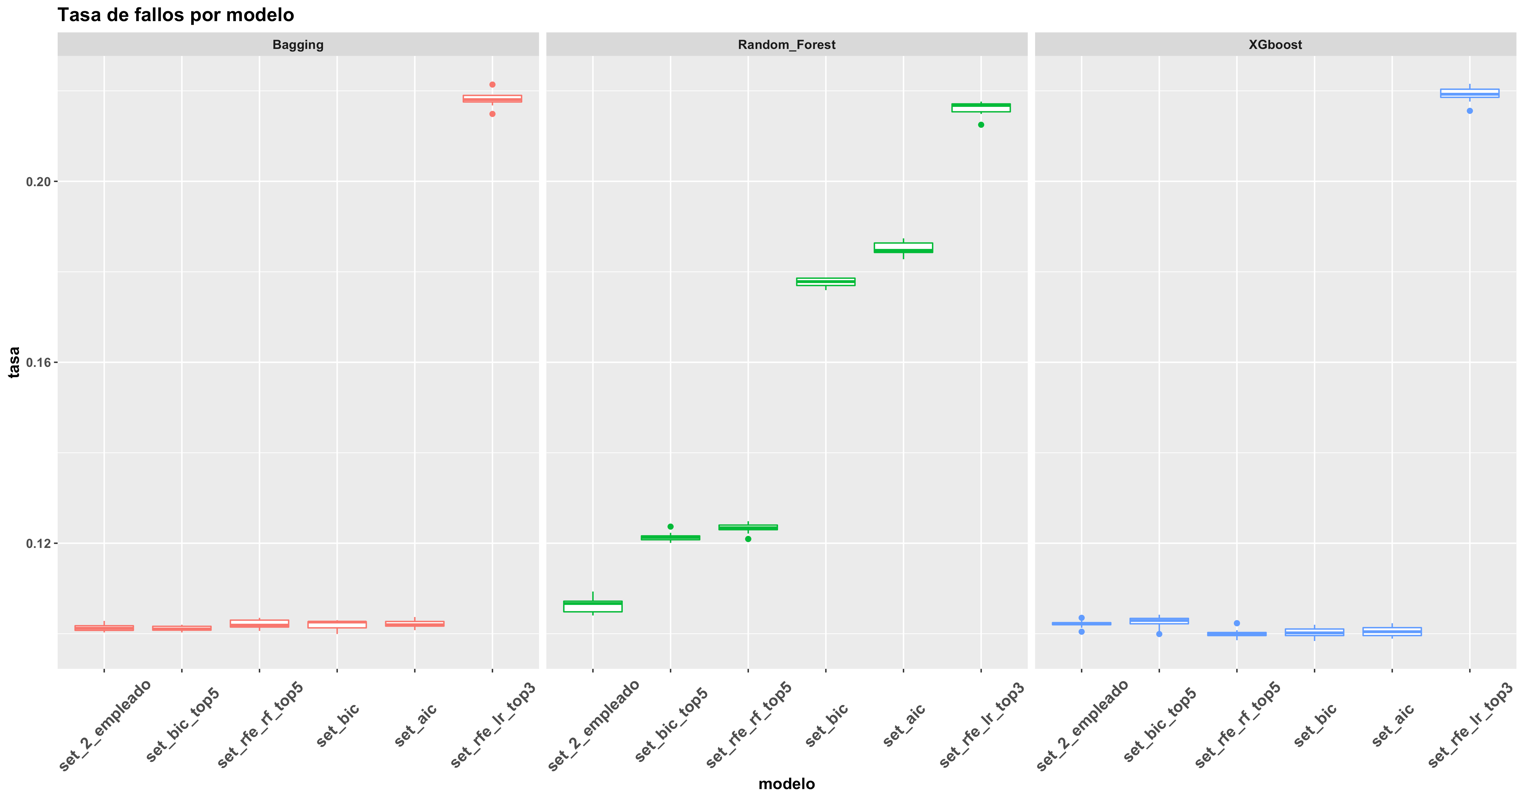 Tasa de fallos por modelo
Bagging
Random_Forest
XGboost
tasa
0.20
0.16
0.12
set_2_empleado
set_bic_top5
set_rfe_rf_top5
set_bic
set_aic
set_rfe_lr_top3
set_2_empleado
set_bic_top5
set_rfe_rf_top5
set_bic
set_aic
set_rfe_lr_top3
set_2_empleado
set_bic_top5
set_rfe_rf_top5
set_bic
set_aic
set_rfe_lr_top3
modelo